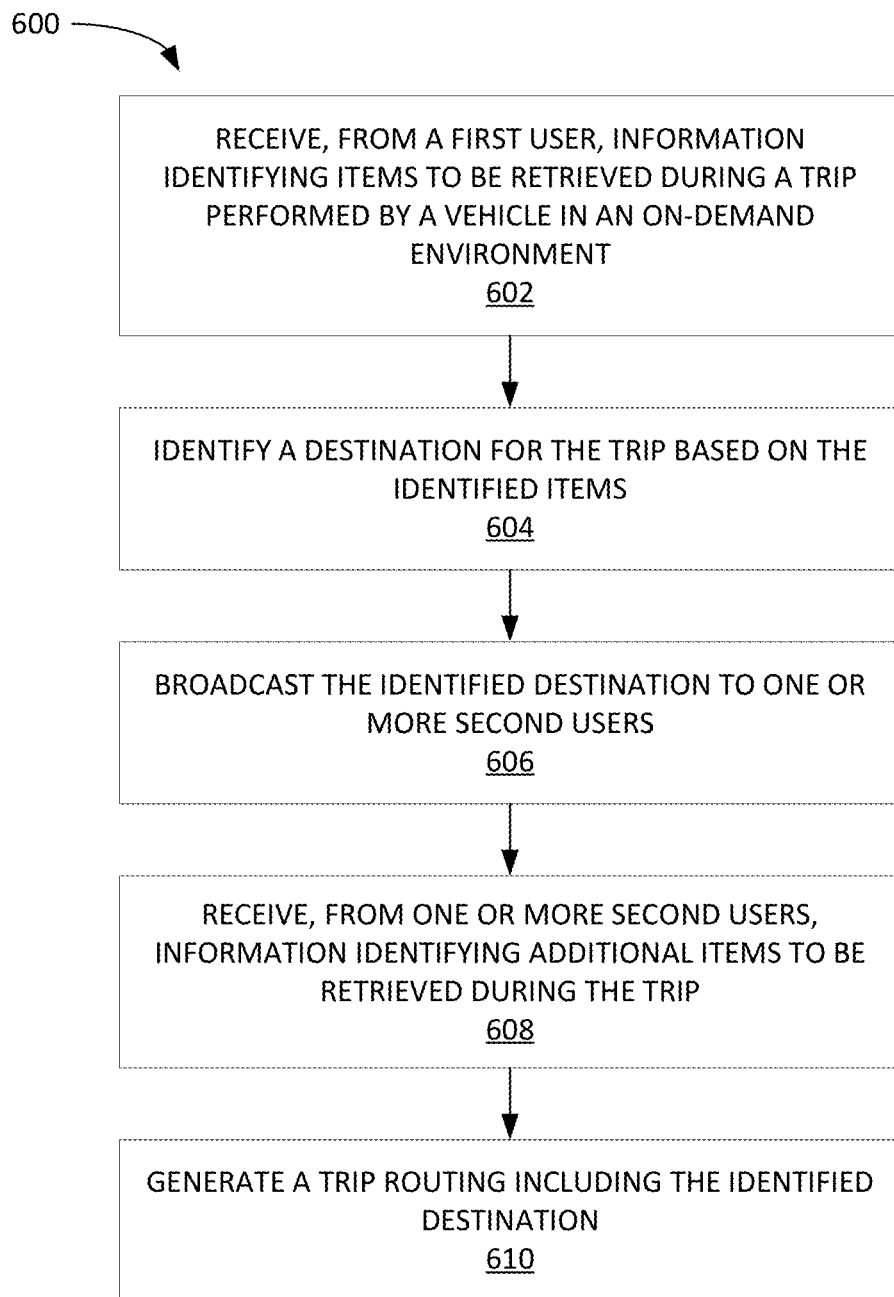 600
RECEIVE, FROM A FIRST USER, INFORMATION
IDENTIFYING ITEMS TO BE RETRIEVED DURING A TRIP
PERFORMED BY A VEHICLE IN AN ON-DEMAND
ENVIRONMENT
602
IDENTIFY A DESTINATION FOR THE TRIP BASED ON THE
IDENTIFIED ITEMS
604
BROADCAST THE IDENTIFIED DESTINATION TO ONE OR
MORE SECOND USERS
606
RECEIVE, FROM ONE OR MORE SECOND USERS,
INFORMATION IDENTIFYING ADDITIONAL ITEMS TO BE
RETRIEVED DURING THE TRIP
608
GENERATE A TRIP ROUTING INCLUDING THE IDENTIFIED
DESTINATION
610